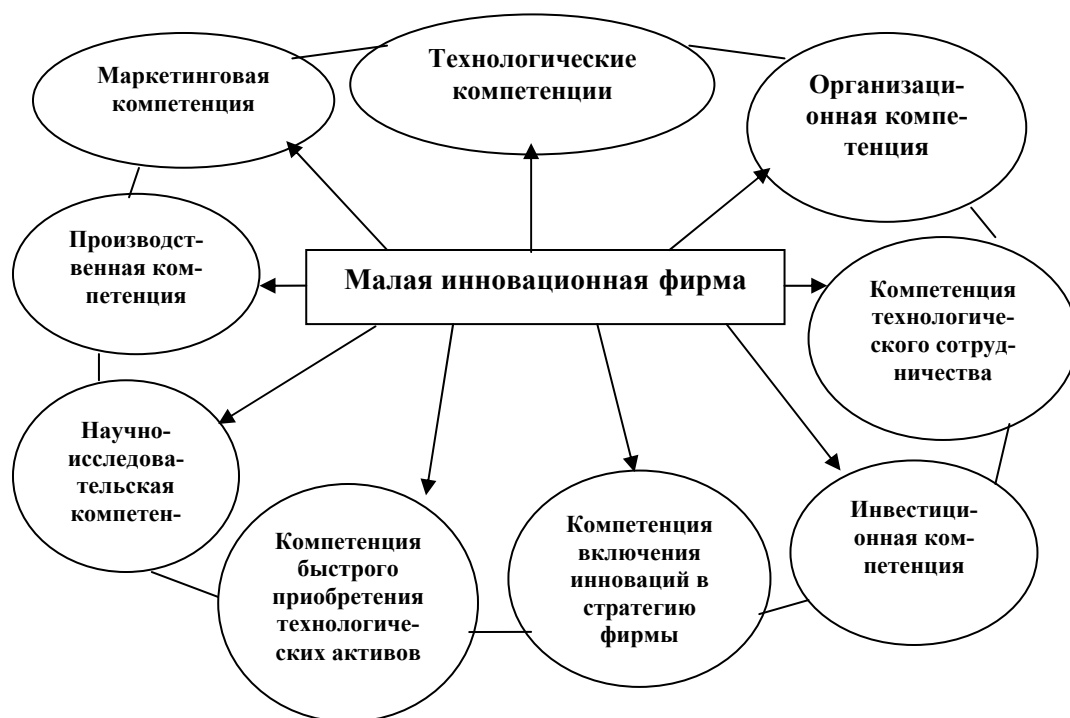 Маркетинговая
компетенция
Технологические
компетенции
Организаци-
онная компе-
тенция
Производст-
венная ком-
петенция
Малая инновационная фирма
Компетенция
технологиче-
ского сотруд-
ничества
Научно-
исследова-
тельская
компетен-
Компетенция
быстрого
приобретения
технологиче-
ских активов
Компетенция
включения
инноваций в
стратегию
фирмы
Инвестици-
онная ком-
петенция